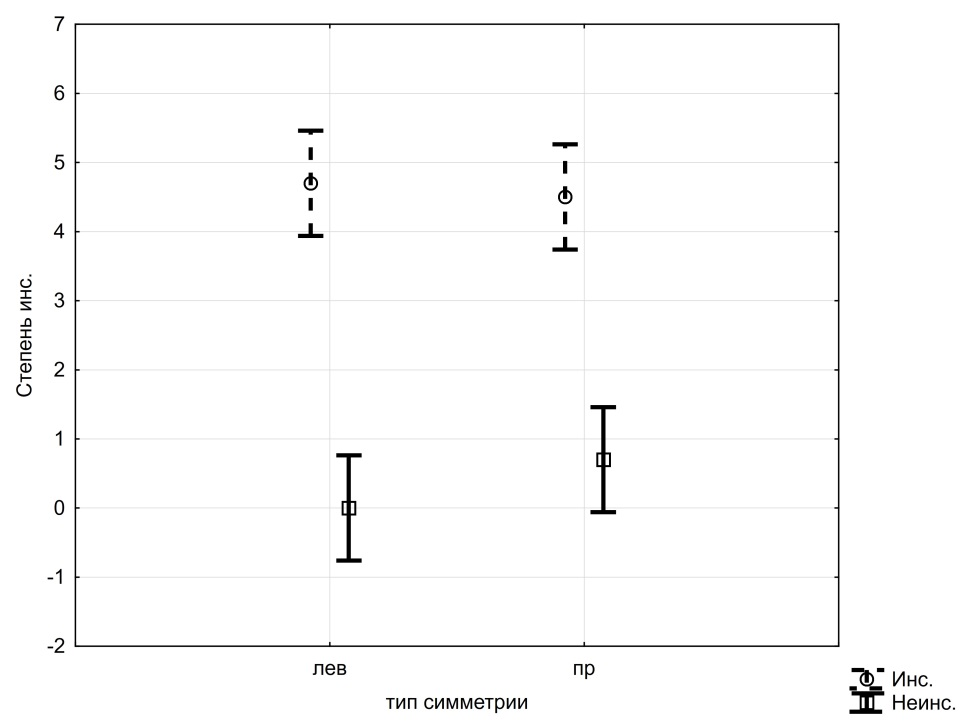 7
6
5
4
3
2
1
0
-1
-2
Степень инс.
лев
пр
тип симметрии
Инс.
Неинс.